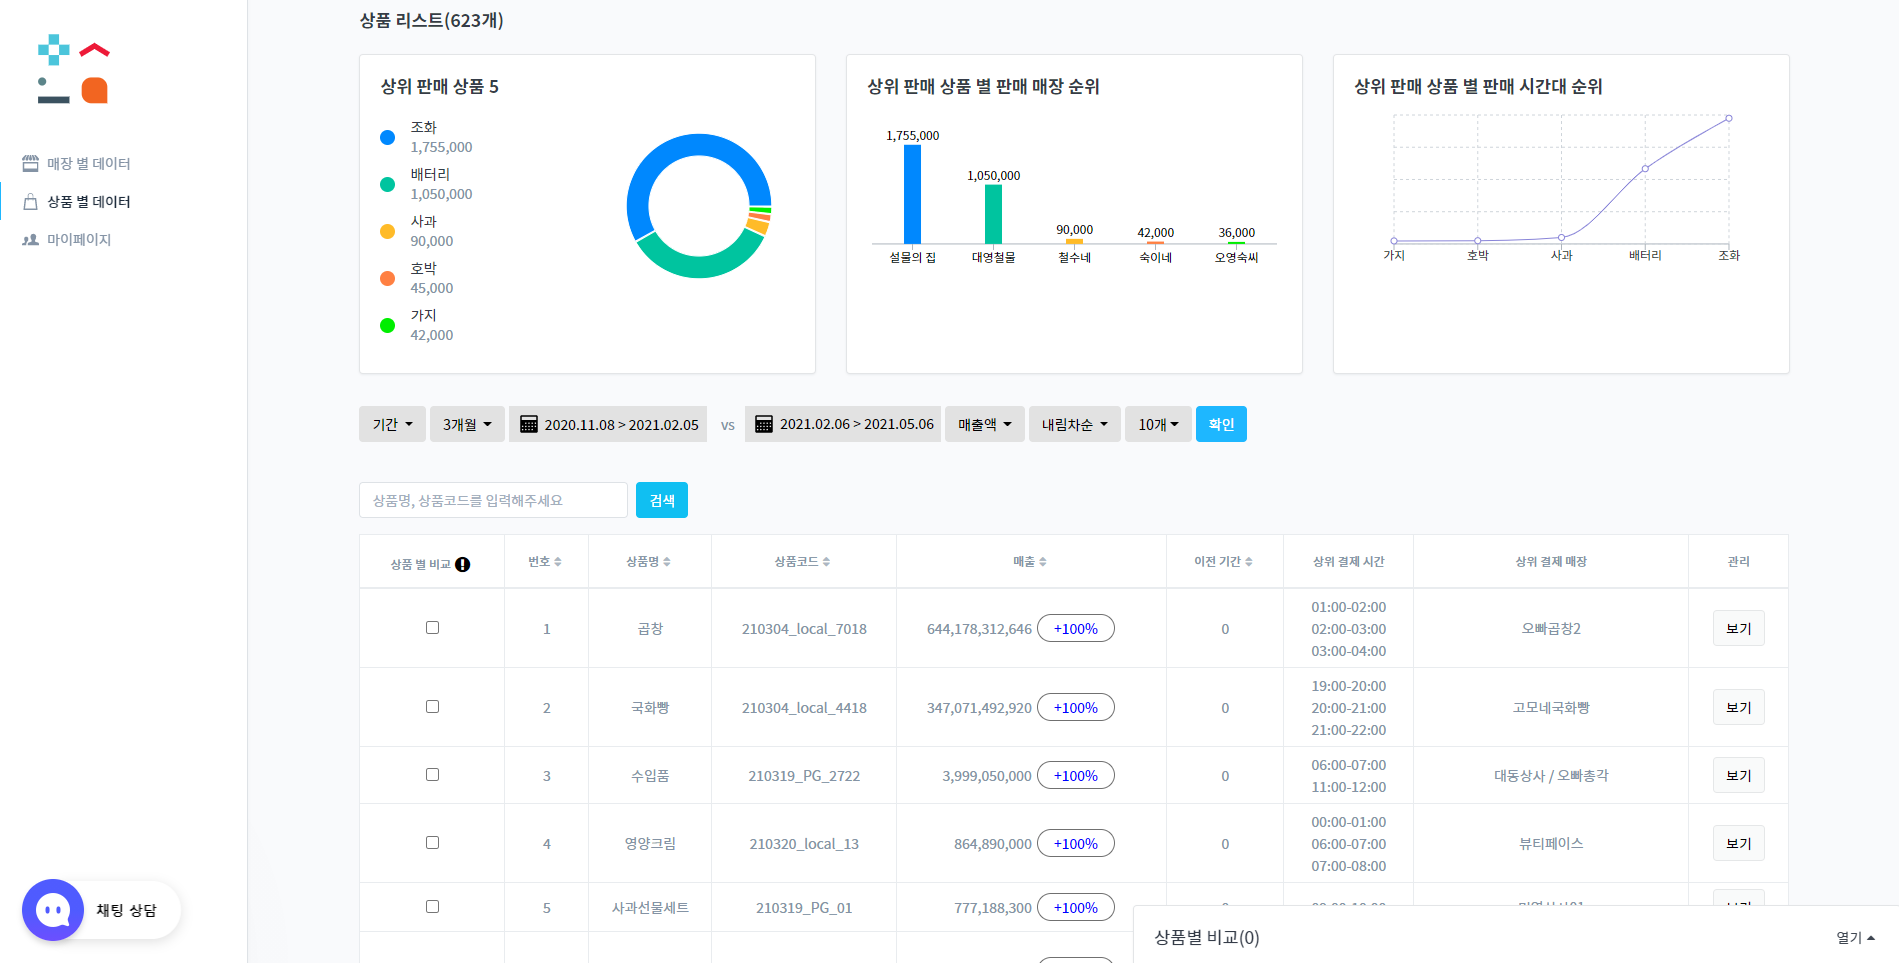 상품 리스트(623개)
매장 별 데이터
상품 별 데이터
마이페이지
상위 판매 상품 5
조화
1,755,000
배터리
1,050,000
사과
90,000
호박
45,000
가지
42,000
상위 판매 상품 별 판매 매장 순위
1,755,000
1,050,000
90,000
42,000
36,000
설물의 집 대영철물 철수네 숙이네 오영숙씨
상위 판매 상품 별 판매 시간대 순위
가지 호박 사과 배터리 조화
기간 3개월 2020.11.08 > 2021.02.05 vs 2021.02.06 > 2021.05.06 매출액 내림차순 10개 확인
상품명, 상품코드를 입력해주세요 검색
상품 별 비교 번호 상품명 상품코드 매출 이전 기간 상위 결제 시간 상위 결제 매장 관리
01:00-02:00
1 곱창 210304_local_7018 644,178,312,646 +100% 0 02:00-03:00 오빠곱창2 보기
03:00-04:00
19:00-20:00
2 국화빵 210304_local_4418 347,071,492,920 +100% 0 20:00-21:00 고모네국화빵 보기
21:00-22:00
06:00-07:00
3 수입품 210319_PG_2722 3,999,050,000 +100% 0 대동상사 / 오빠총각 보기
11:00-12:00
00:00-01:00
4 영양크림 210320_local_13 864,890,000 +100% 0 06:00-07:00 뷰티페이스 보기
07:00-08:00
5 사과선물세트 210319_PG_01 777,188,300 +100%
채팅 상담
상품별 비교(0) 열기